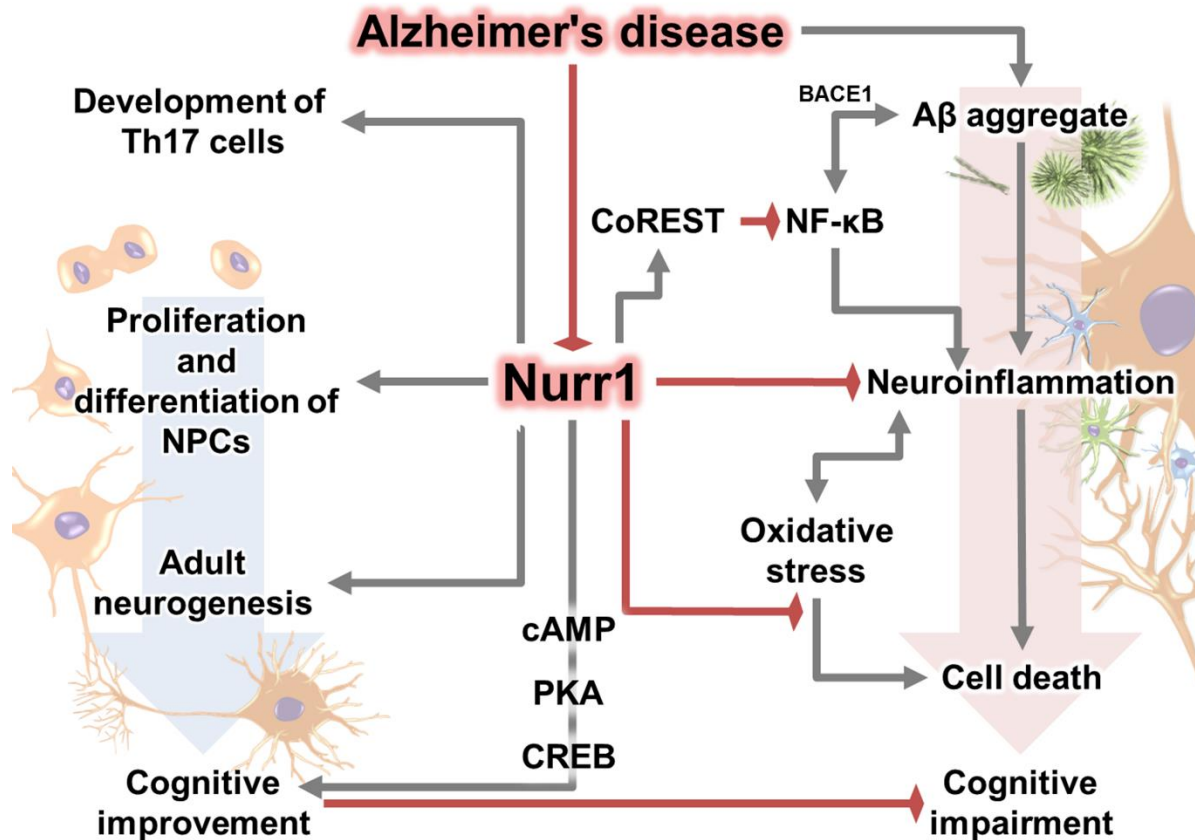 Alzheimer's disease
Development of
Th17 cells
BACE1
Aβ aggregate
CoREST
NF-κB
Proliferation
and
differentiation of
NPCs
Nurr1
Neuroinflammation
Oxidative
stress
Adult
neurogenesis
cAMP
PKA
CREB
Cell death
Cognitive
improvement
Cognitive
impairment